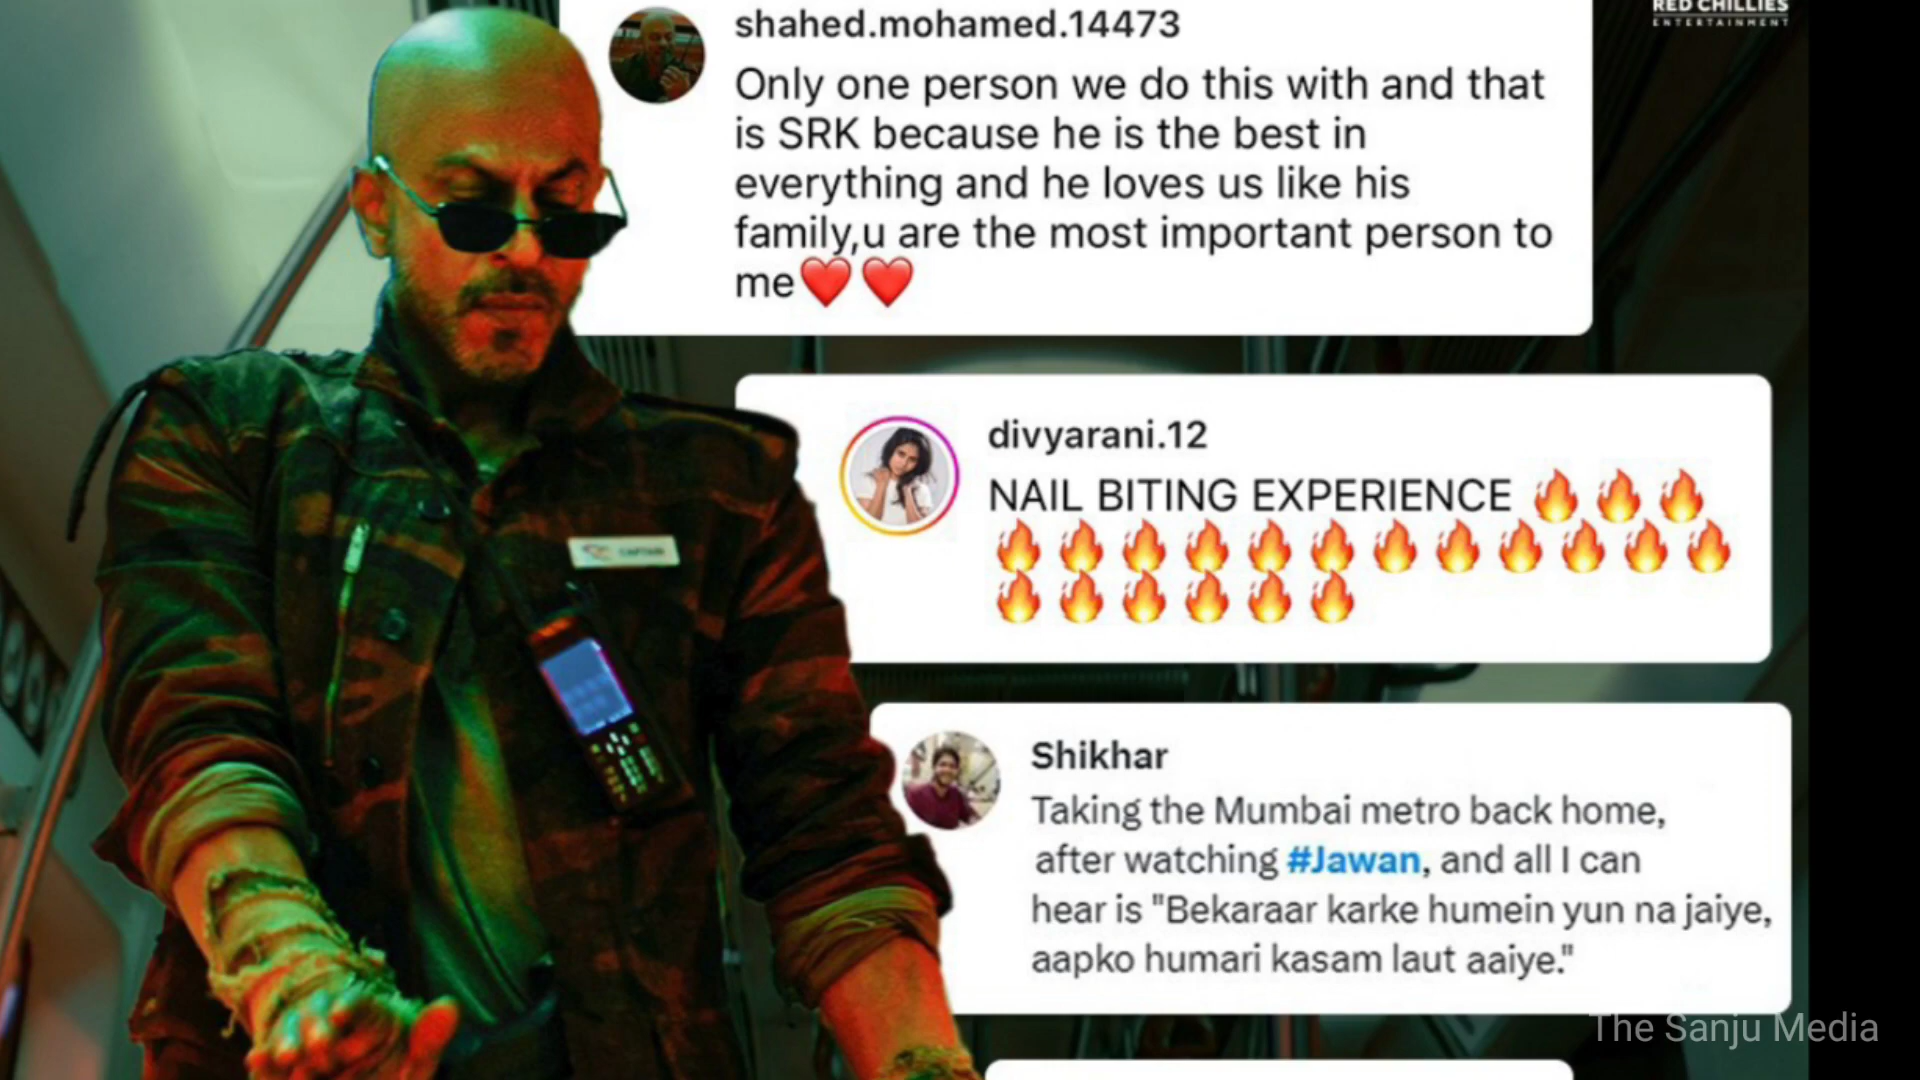 RED CHILLIES
ENTERTAINMENT
shahed.mohamed.14473
Only one person we do this with and that
is SRK because he is the best in
everything and he loves us like his
family,u are the most important person to
me❤️❤️
divyarani.12
NAIL BITING EXPERIENCE 🔥🔥🔥
🔥🔥🔥🔥🔥🔥🔥🔥🔥🔥🔥🔥
🔥🔥🔥🔥🔥🔥
CAPTAIN
Shikhar
Taking the Mumbai metro back home,
after watching #Jawan, and all I can
hear is "Bekaraar karke humein yun na jaiye,
aapko humari kasam laut aaiye."
The Sanju Media